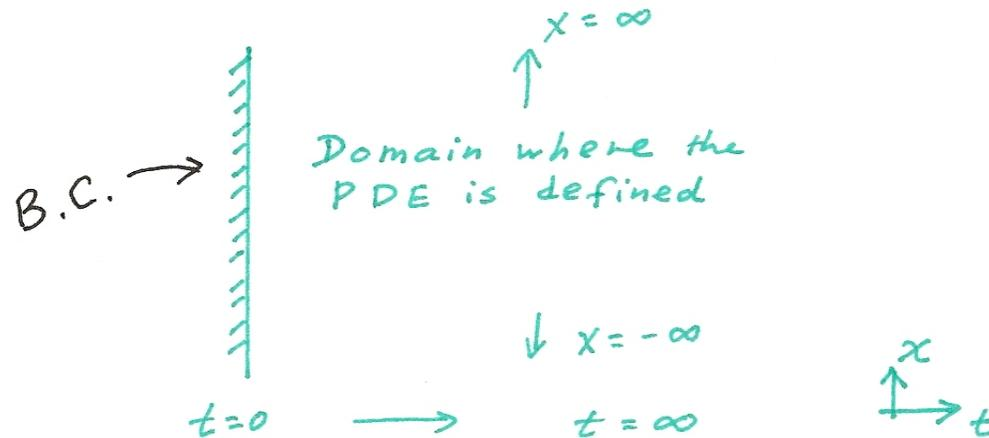 x = ∞
Domain where the
PDE is defined
B.C.
x = -∞
x
t=0
t = ∞
t